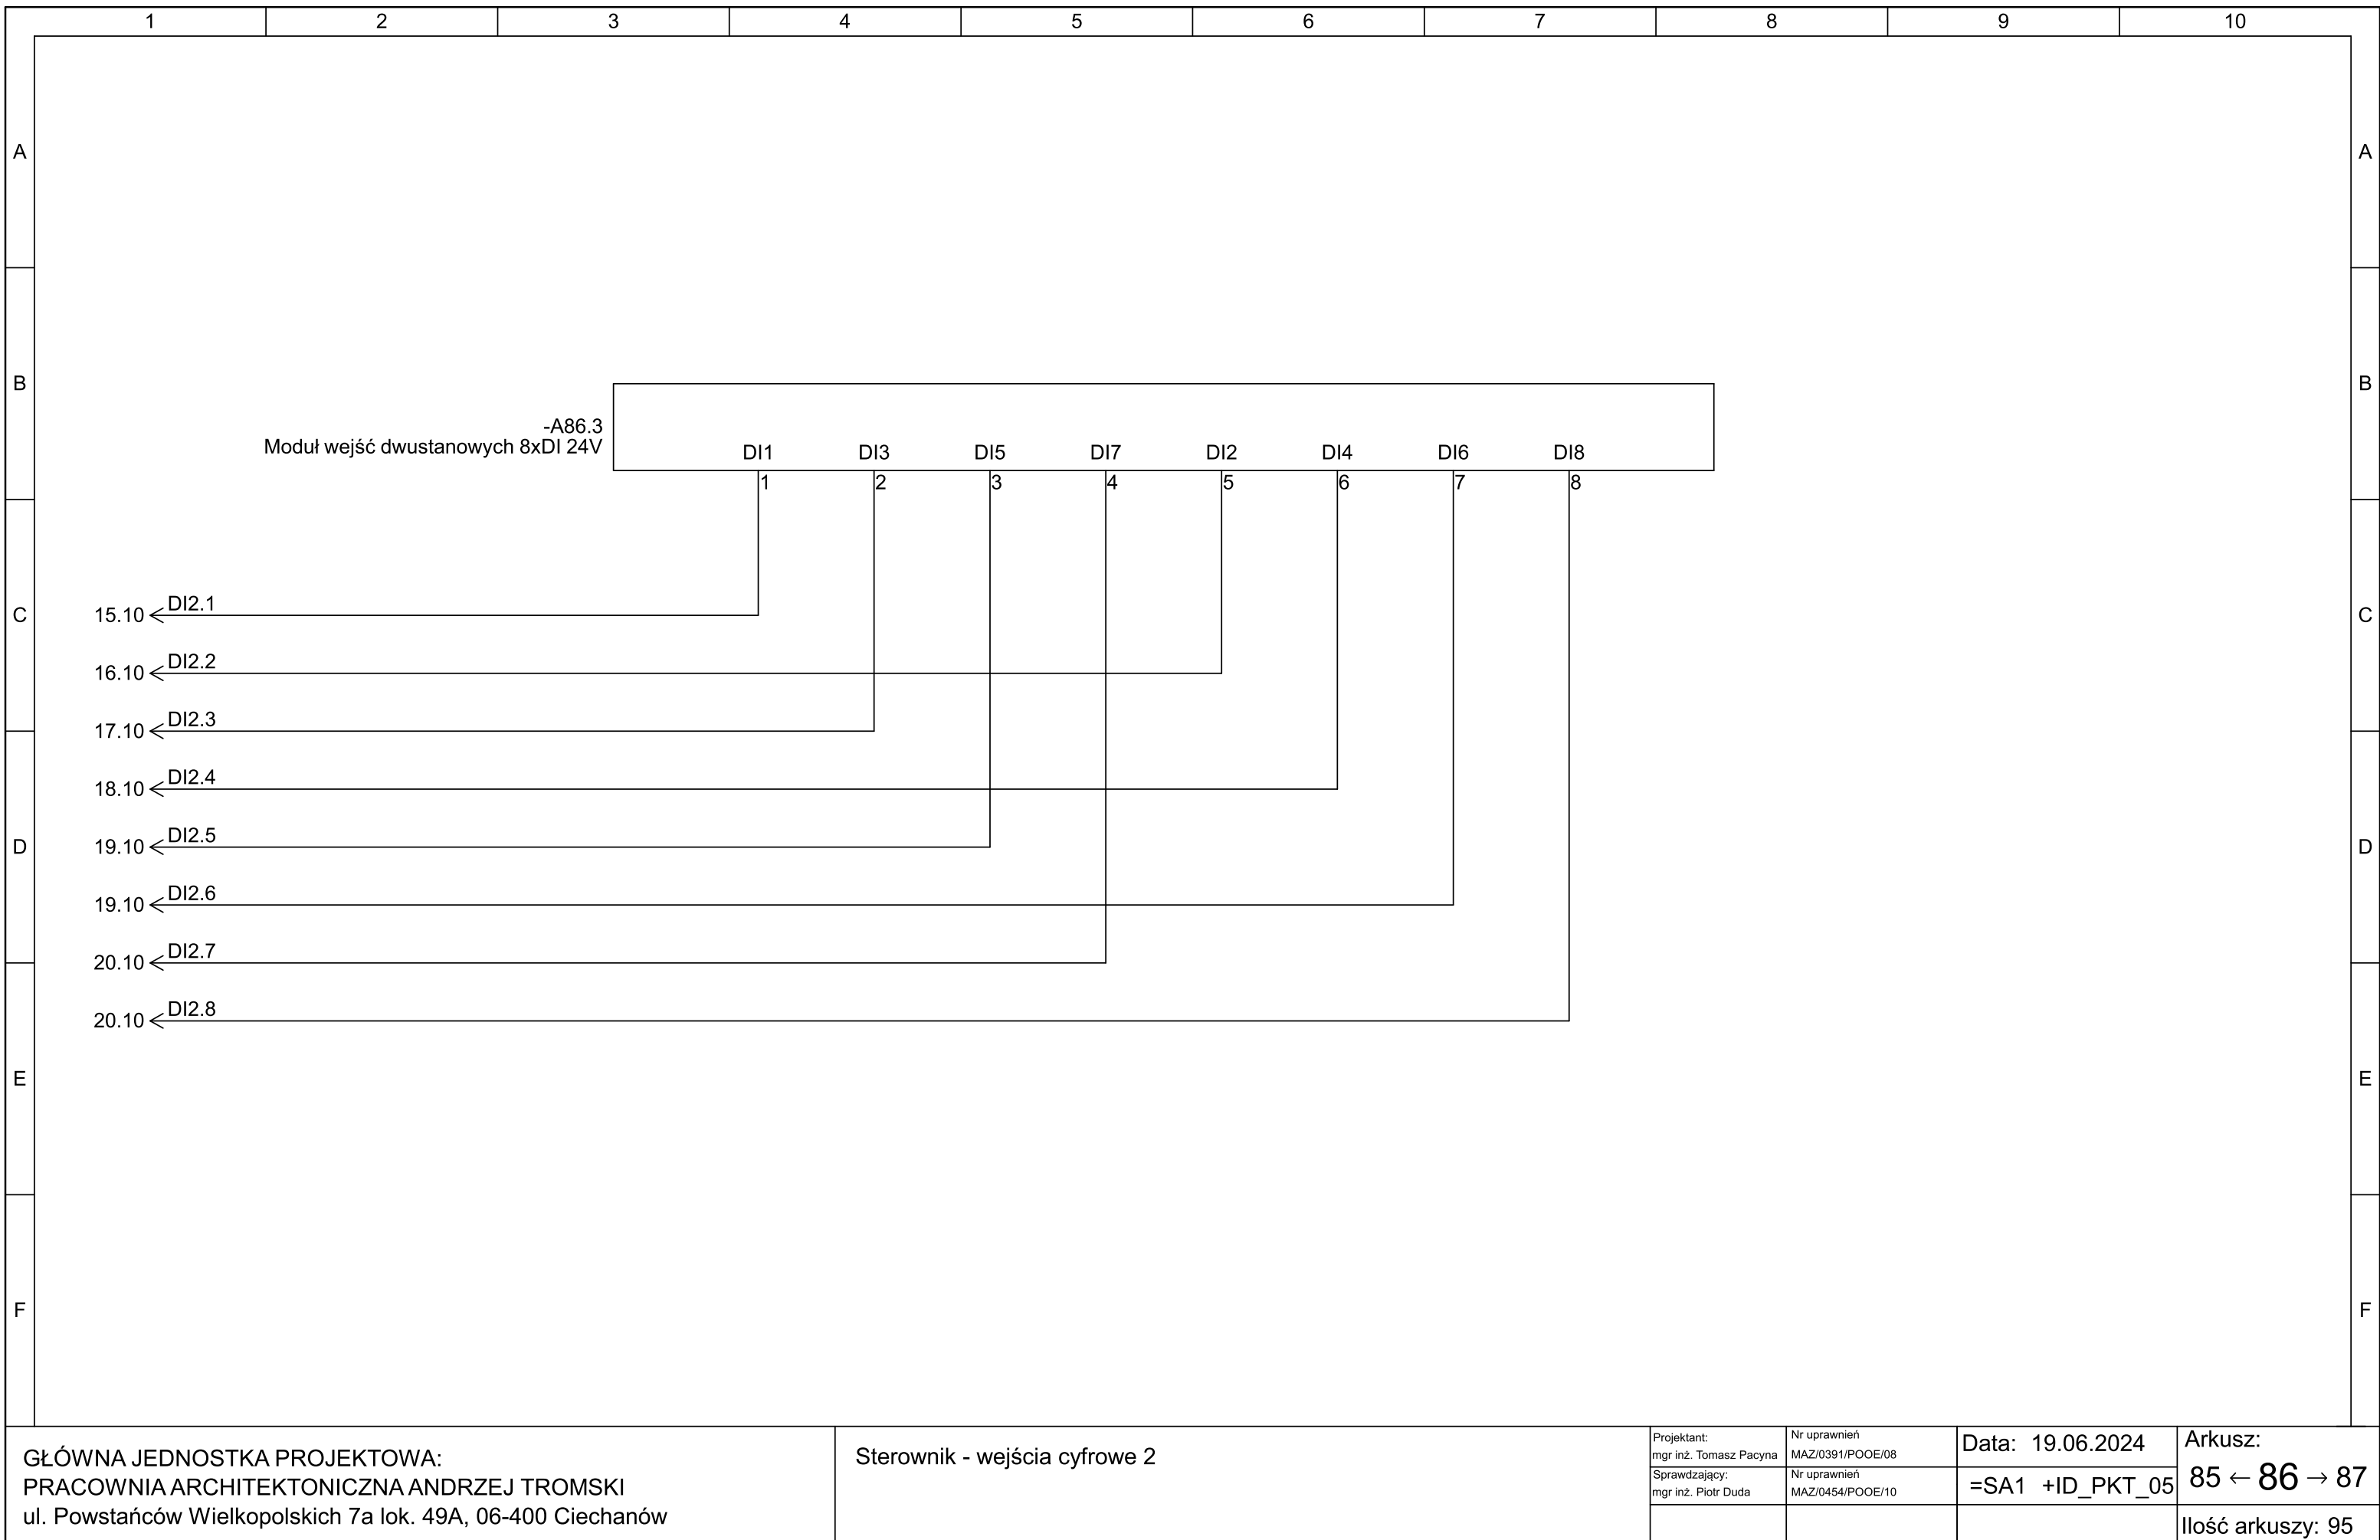 1 2 3 4 5 6 7 8 9 10
A A
B B
-A86.3
Moduł wejść dwustanowych 8xDI 24V
DI1 DI3 DI5 DI7 DI2 DI4 DI6 DI8
1 2 3 4 5 6 7 8
C C
15.10 DI2.1
16.10 DI2.2
17.10 DI2.3
18.10 DI2.4
D D
19.10 DI2.5
19.10 DI2.6
20.10 DI2.7
20.10 DI2.8
E E
F F
GŁÓWNA JEDNOSTKA PROJEKTOWA:
PRACOWNIA ARCHITEKTONICZNA ANDRZEJ TROMSKI
ul. Powstańców Wielkopolskich 7a lok. 49A, 06-400 Ciechanów
Sterownik - wejścia cyfrowe 2
Projektant:
mgr inż. Tomasz Pacyna
Nr uprawnień
MAZ/0391/POOE/08
Sprawdzający:
mgr inż. Piotr Duda
Nr uprawnień
MAZ/0454/POOE/10
Data: 19.06.2024
=SA1 +ID_PKT_05
Arkusz:
85 ← 86 → 87
Ilość arkuszy: 95